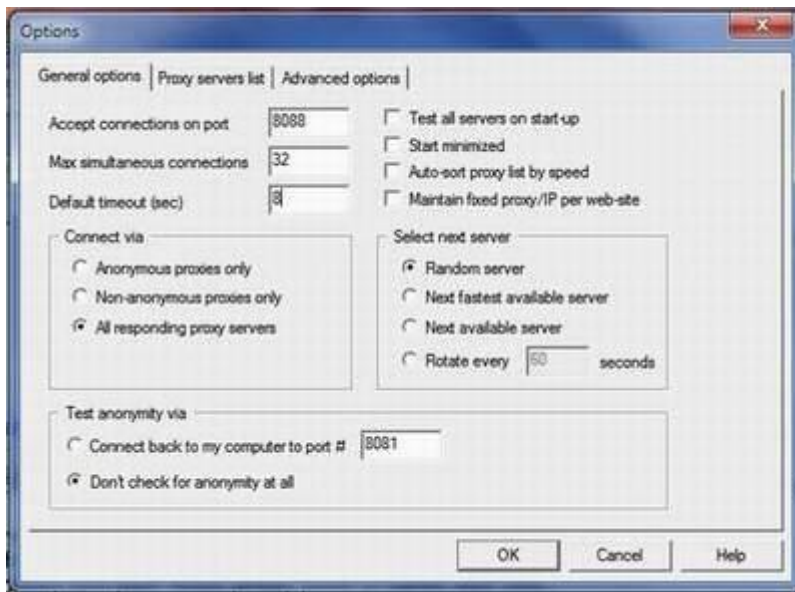 Options
General options Proxy servers list Advanced options
Accept connections on port 8088
Max simultaneous connections 32
Default timeout (sec) 8
Test all servers on start-up
Start minimized
Auto-sort proxy list by speed
Maintain fixed proxy/IP per web-site
Connect via
Anonymous proxies only
Non-anonymous proxies only
All responding proxy servers
Select next server
Random server
Next fastest available server
Next available server
Rotate every 60 seconds
Test anonymity via
Connect back to my computer to port # 8081
Don't check for anonymity at all
OK Cancel Help